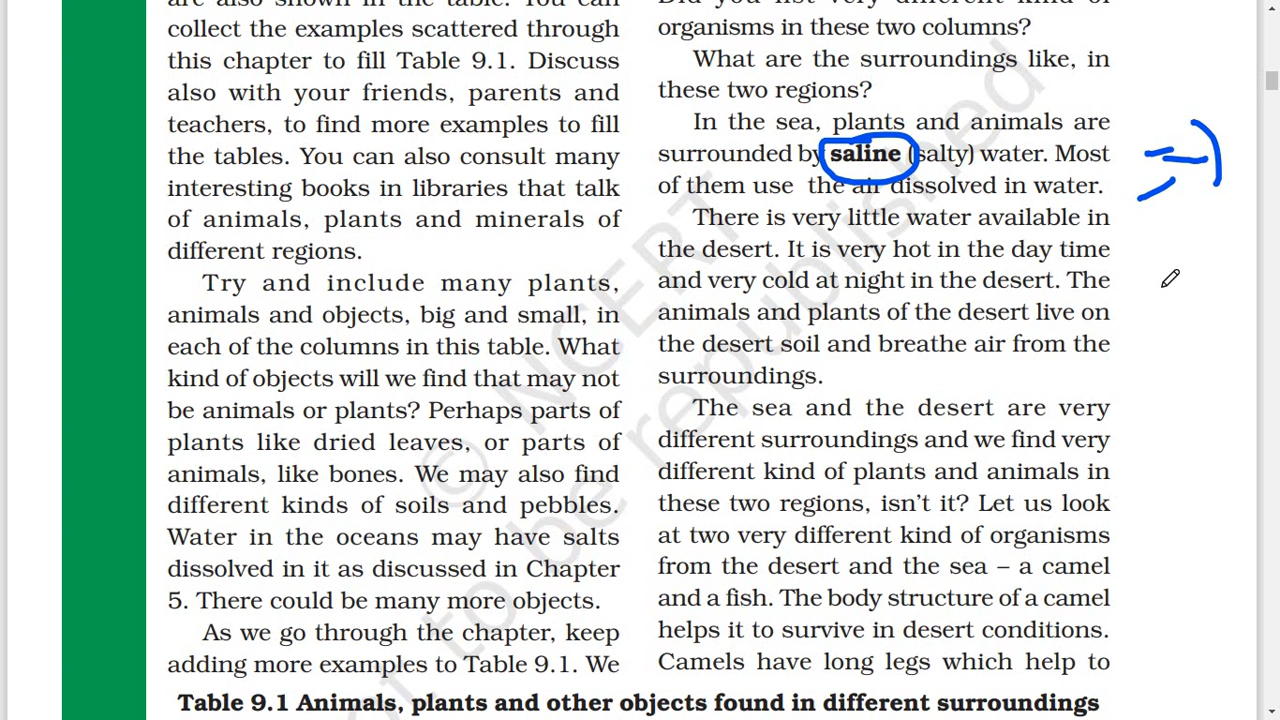 are also shown in the table. You can
collect the examples scattered through
this chapter to fill Table 9.1. Discuss
also with your friends, parents and
teachers, to find more examples to fill
the tables. You can also consult many
interesting books in libraries that talk
of animals, plants and minerals of
different regions.
Try and include many plants,
animals and objects, big and small, in
each of the columns in this table. What
kind of objects will we find that may not
be animals or plants? Perhaps parts of
plants like dried leaves, or parts of
animals, like bones. We may also find
different kinds of soils and pebbles.
Water in the oceans may have salts
dissolved in it as discussed in Chapter
5. There could be many more objects.
As we go through the chapter, keep
adding more examples to Table 9.1. We
Did you list very different kind of
organisms in these two columns?
What are the surroundings like, in
these two regions?
In the sea, plants and animals are
surrounded by saline (salty) water. Most
of them use the air dissolved in water.
There is very little water available in
the desert. It is very hot in the day time
and very cold at night in the desert. The
animals and plants of the desert live on
the desert soil and breathe air from the
surroundings.
The sea and the desert are very
different surroundings and we find very
different kind of plants and animals in
these two regions, isn't it? Let us look
at two very different kind of organisms
from the desert and the sea – a camel
and a fish. The body structure of a camel
helps it to survive in desert conditions.
Camels have long legs which help to
Table 9.1 Animals, plants and other objects found in different surroundings
© NCERT
not to be republished